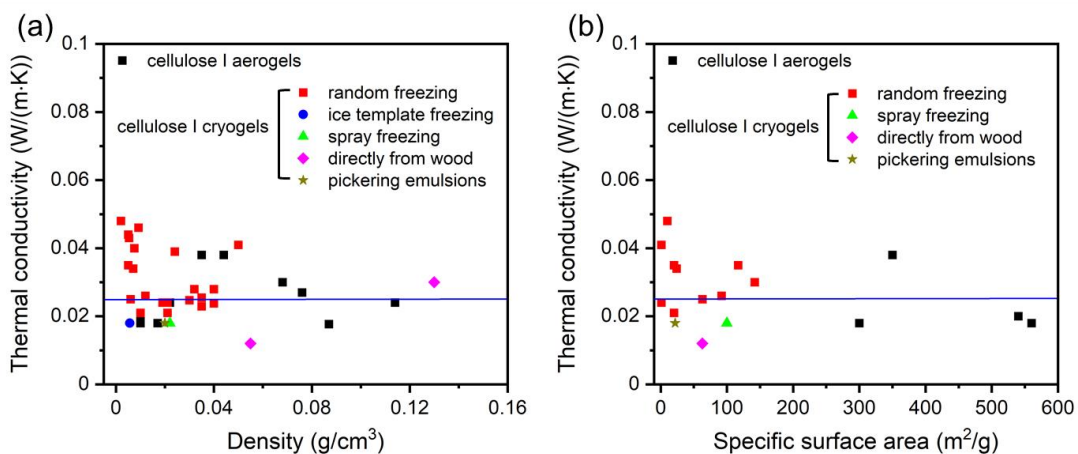 (a)
0.1
0.08
0.06
0.04
0.02
0
Thermal conductivity (W/(m·K))
cellulose I aerogels
cellulose I cryogels
random freezing
ice template freezing
spray freezing
directly from wood
pickering emulsions
0 0.04 0.08 0.12 0.16
Density (g/cm³)
(b)
0.1
0.08
0.06
0.04
0.02
0
Thermal conductivity (W/(m·K))
cellulose I aerogels
cellulose I cryogels
random freezing
spray freezing
directly from wood
pickering emulsions
0 100 200 300 400 500 600
Specific surface area (m²/g)